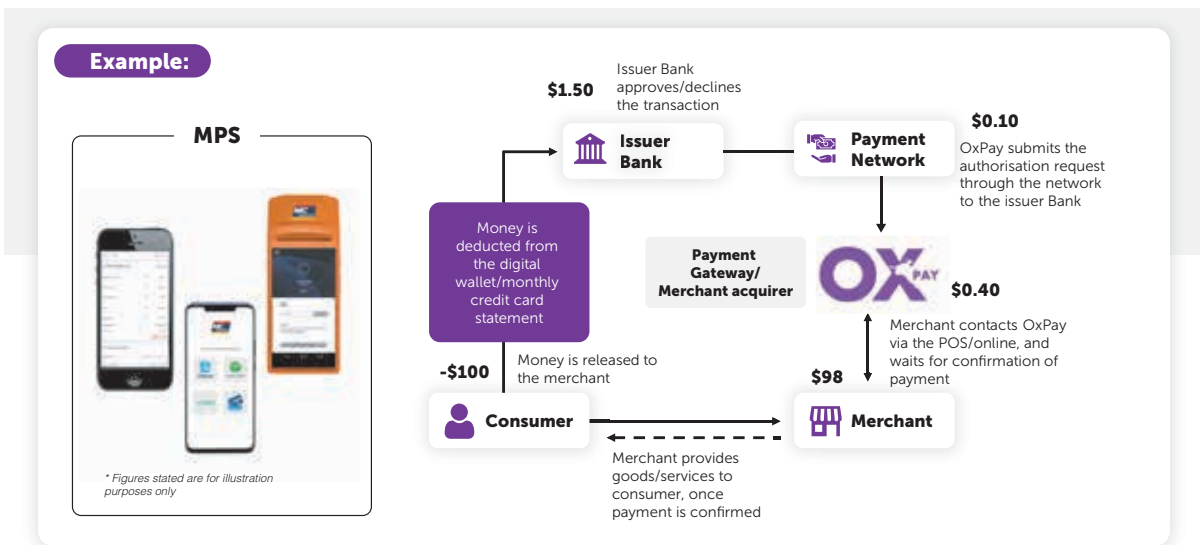 Example:
MPS
* Figures stated are for illustration
purposes only
$1.50
Issuer Bank
approves/declines
the transaction
Issuer
Bank
Payment
Network
$0.10
OxPay submits the
authorisation request
through the network
to the issuer Bank
Money is
deducted from
the digital
wallet/monthly
credit card
statement
Payment
Gateway/
Merchant acquirer
OX PAY
$0.40
Merchant contacts OxPay
via the POS/online, and
waits for confirmation of
payment
-$100
Money is released to
the merchant
$98
Consumer
Merchant
Merchant provides
goods/services to
consumer, once
payment is confirmed